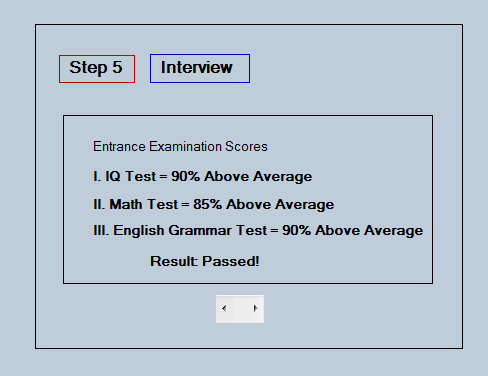 Step 5 Interview
Entrance Examination Scores
I. IQ Test = 90% Above Average
II. Math Test = 85% Above Average
III. English Grammar Test = 90% Above Average
Result: Passed!